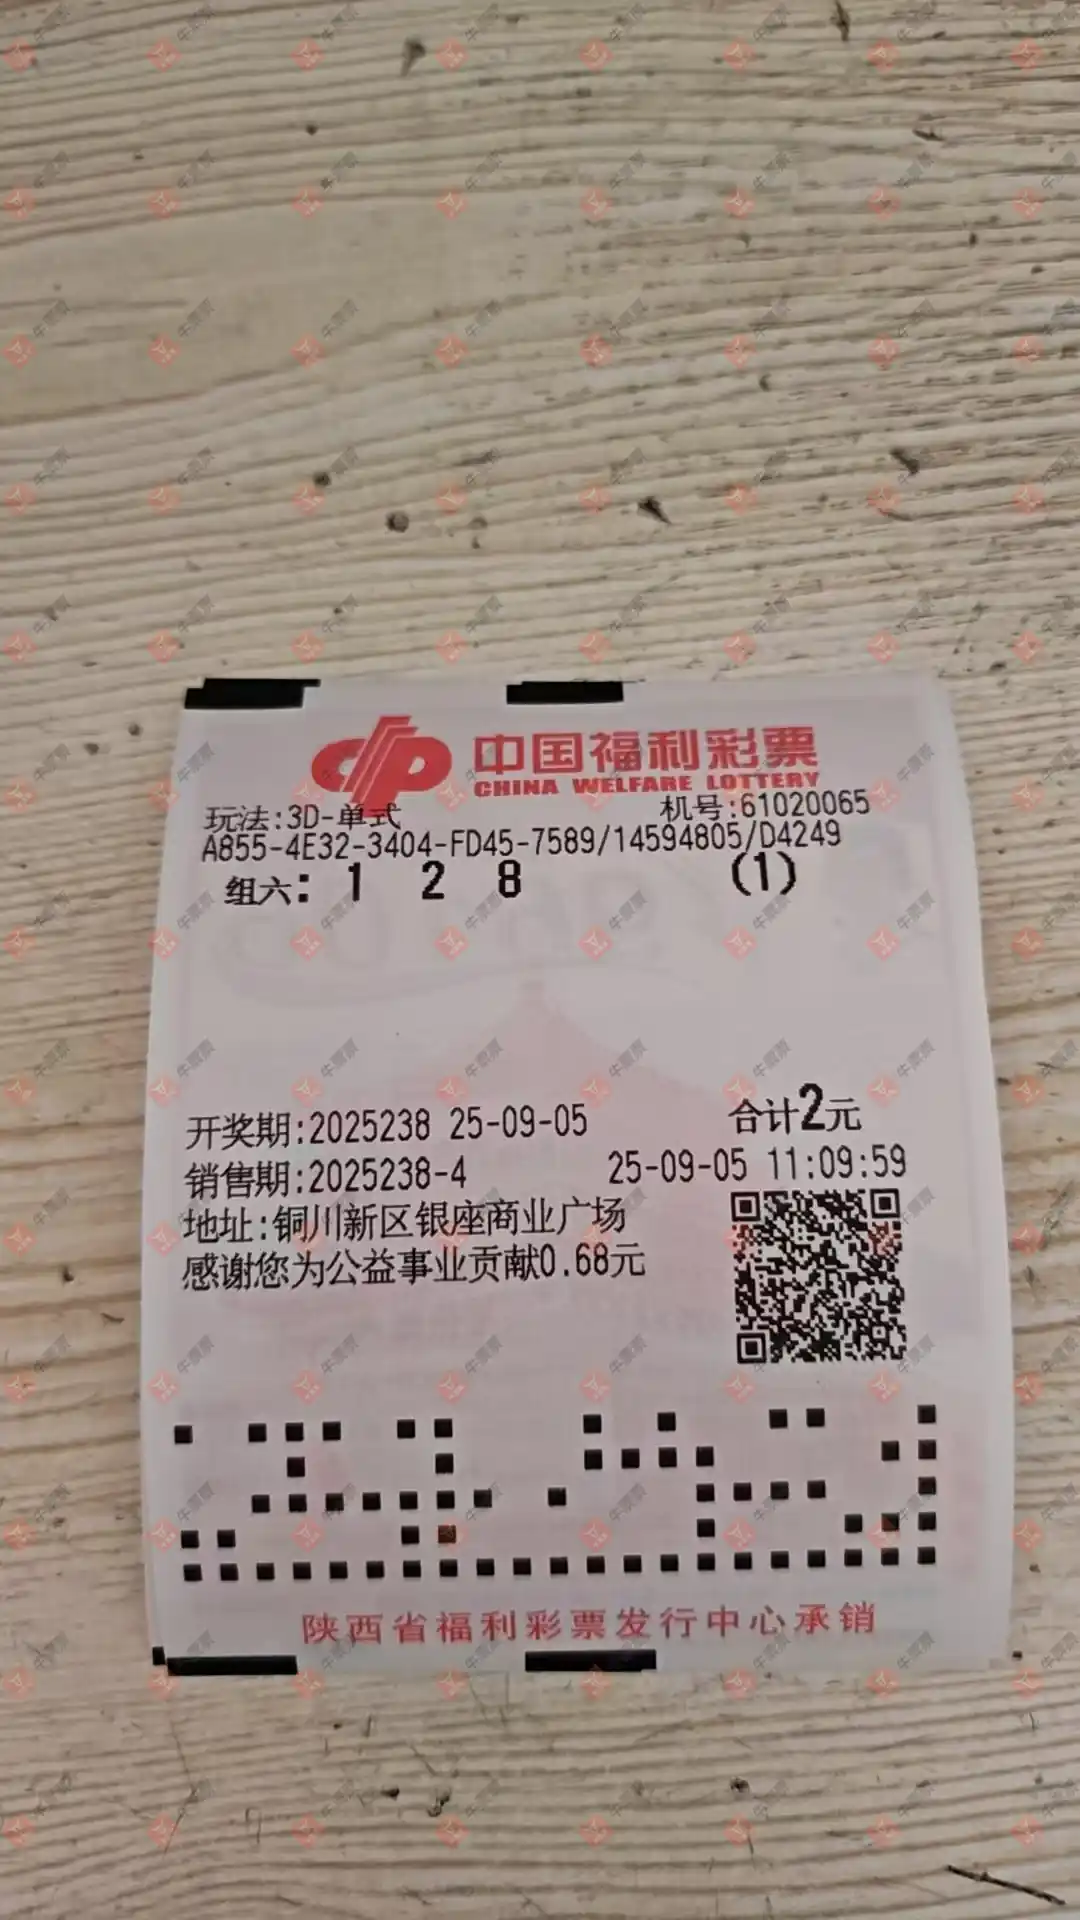 中国福利彩票
CHINA WELFARE LOTTERY
玩法:3D-单式 机号:61020065
A855-4E32-3404-FD45-7589/14594805/D4249
组六: 1 2 8 (1)
开奖期:2025238 25-09-05 合计2元
销售期:2025238-4 25-09-05 11:09:59
地址:铜川新区银座商业广场
感谢您为公益事业贡献0.68元
陕西省福利彩票发行中心承销